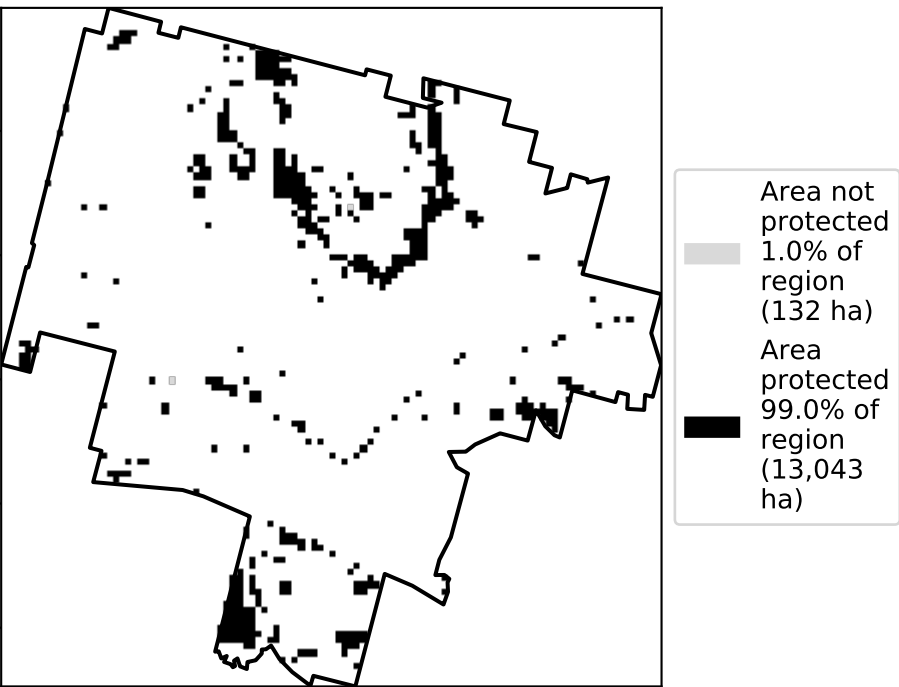 Area not
protected
1.0% of
region
(132 ha)
Area
protected
99.0% of
region
(13,043
ha)